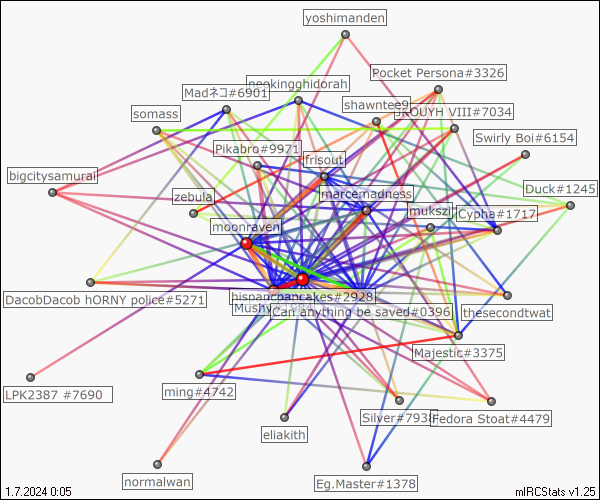 yoshimanden
Pocket Persona#3326
neokingghidorah
Madネコ#6901
shawntee9
JROUYH VIII#7034
somass
Swirly Boi#6154
Pikabro#9971
frisout
bigcitysamurai
Duck#1245
zebula
marcemadness
mukszi
Cypha#1717
moonraven
DacobDacob hORNY police#5271
hispancpancakes#2928
Can anything be saved#0396
thesecondtwat
Majestic#3375
LPK2387 #7690
ming#4742
Silver#7938
Fedora Stoat#4479
eliakith
normalwan
Eg.Master#1378
1.7.2024 0:05
mIRCStats v1.25